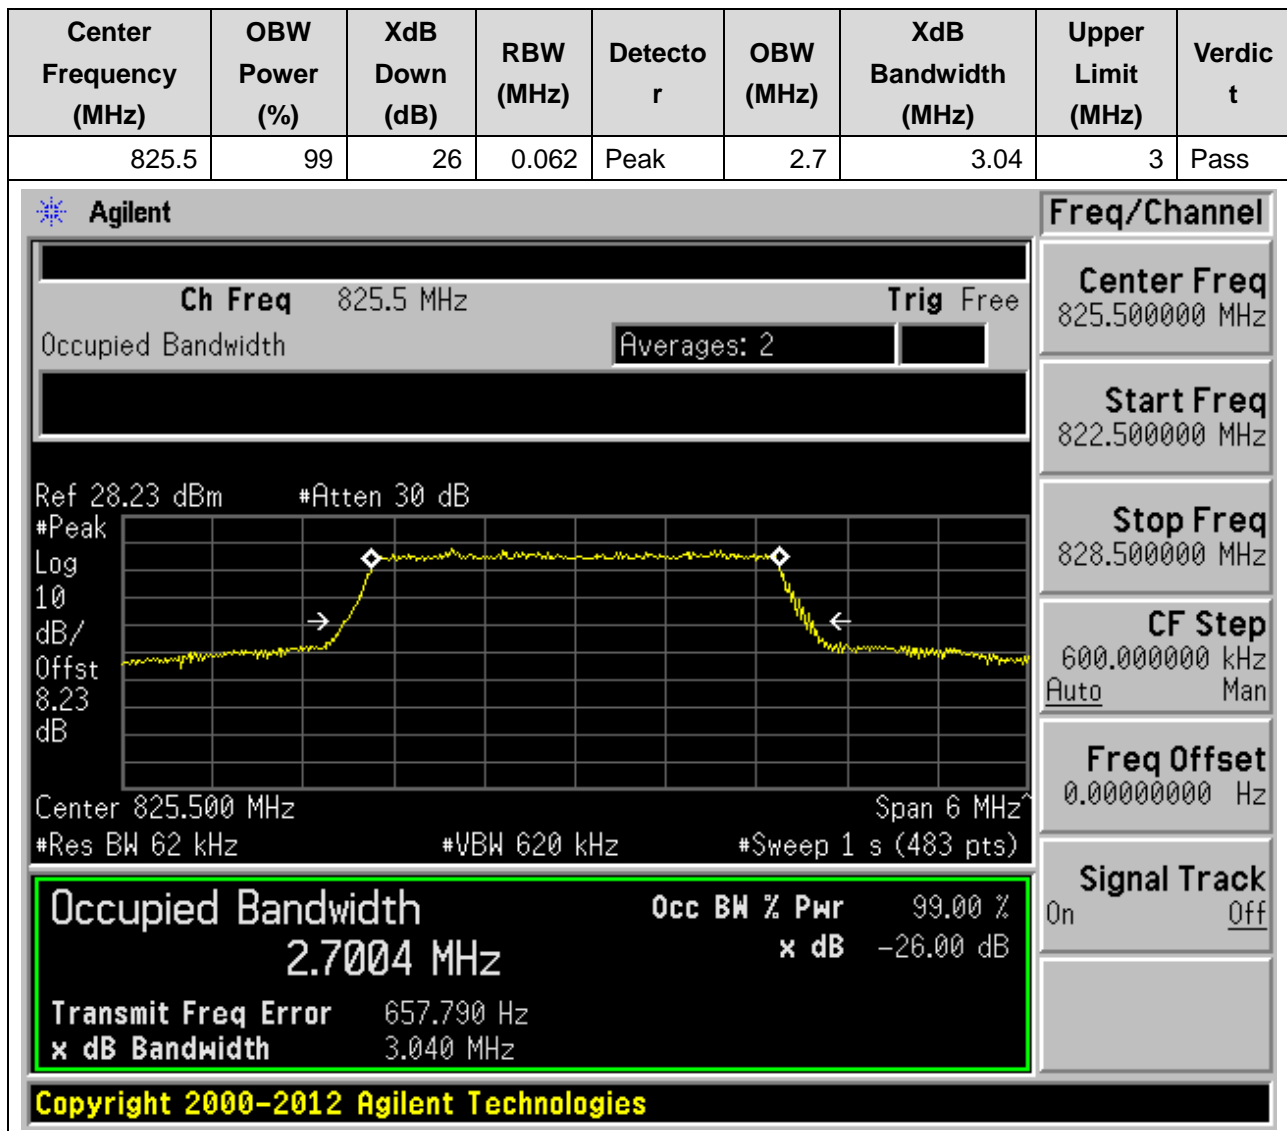 Center Frequency (MHz) OBW Power (%) XdB Down (dB) RBW (MHz) Detecto r OBW (MHz) XdB Bandwidth (MHz) Upper Limit (MHz) Verdic t
825.5 99 26 0.062 Peak 2.7 3.04 3 Pass
Agilent
Freq/Channel
Ch Freq 825.5 MHz Trig Free
Occupied Bandwidth Averages: 2
Ref 28.23 dBm #Atten 30 dB
#Peak
Log
10
dB/
Offst
8.23
dB
Center 825.500 MHz Span 6 MHz^
#Res BW 62 kHz #VBW 620 kHz #Sweep 1 s (483 pts)
Occupied Bandwidth Occ BW % Pwr 99.00 %
2.7004 MHz x dB -26.00 dB
Transmit Freq Error 657.790 Hz
x dB Bandwidth 3.040 MHz
Copyright 2000-2012 Agilent Technologies
Center Freq
825.500000 MHz
Start Freq
822.500000 MHz
Stop Freq
828.500000 MHz
CF Step
600.000000 kHz
Auto Man
Freq Offset
0.00000000 Hz
Signal Track
On Off